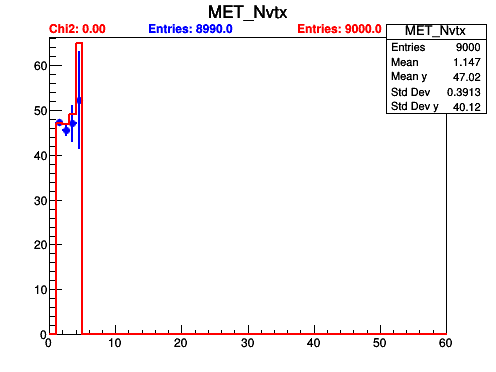 MET_Nvtx
Chi2: 0.00 Entries: 8990.0 Entries: 9000.0
MET_Nvtx
Entries 9000
Mean 1.147
Mean y 47.02
Std Dev 0.3913
Std Dev y 40.12
60
50
40
30
20
10
0
0 10 20 30 40 50 60